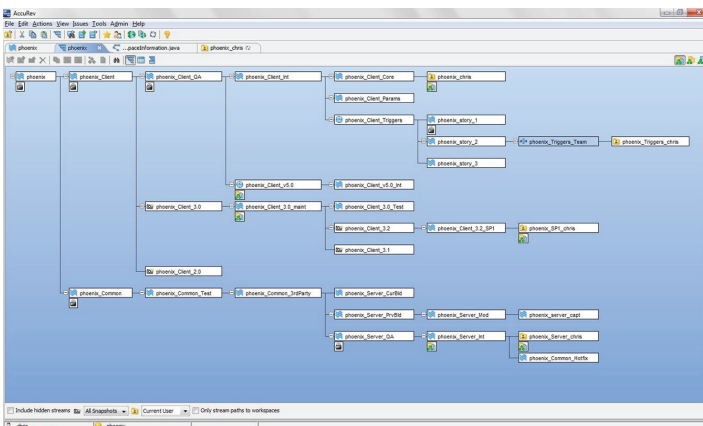 AccuRev
File Edit Actions View Issues Tools Admin Help
phoenix phoenix ...paceInformation.java phoenix_chris
phoenix phoenix_Client phoenix_Client_QA phoenix_Client_Int phoenix_Client_Core phoenix_chris
phoenix_Client_Params
phoenix_Client_Triggers phoenix_story_1
phoenix_story_2 phoenix_Triggers_Team phoenix_Triggers_chris
phoenix_story_3
phoenix_Client_v5.0 phoenix_Client_v5.0_Int
phoenix_Client_3.0 phoenix_Client_3.0_maint phoenix_Client_3.0_Test
phoenix_Client_3.2 phoenix_Client_3.2_SP1 phoenix_SP1_chris
phoenix_Client_3.1
phoenix_Client_2.0
phoenix_Common phoenix_Common_Test phoenix_Common_3rdParty phoenix_Server_CurBld
phoenix_Server_PrvBld phoenix_Server_Mod phoenix_server_capt
phoenix_Server_QA phoenix_Server_Int phoenix_Server_chris
phoenix_Common_Hotfix
Include hidden streams All Snapshots Current User Only stream paths to workspaces